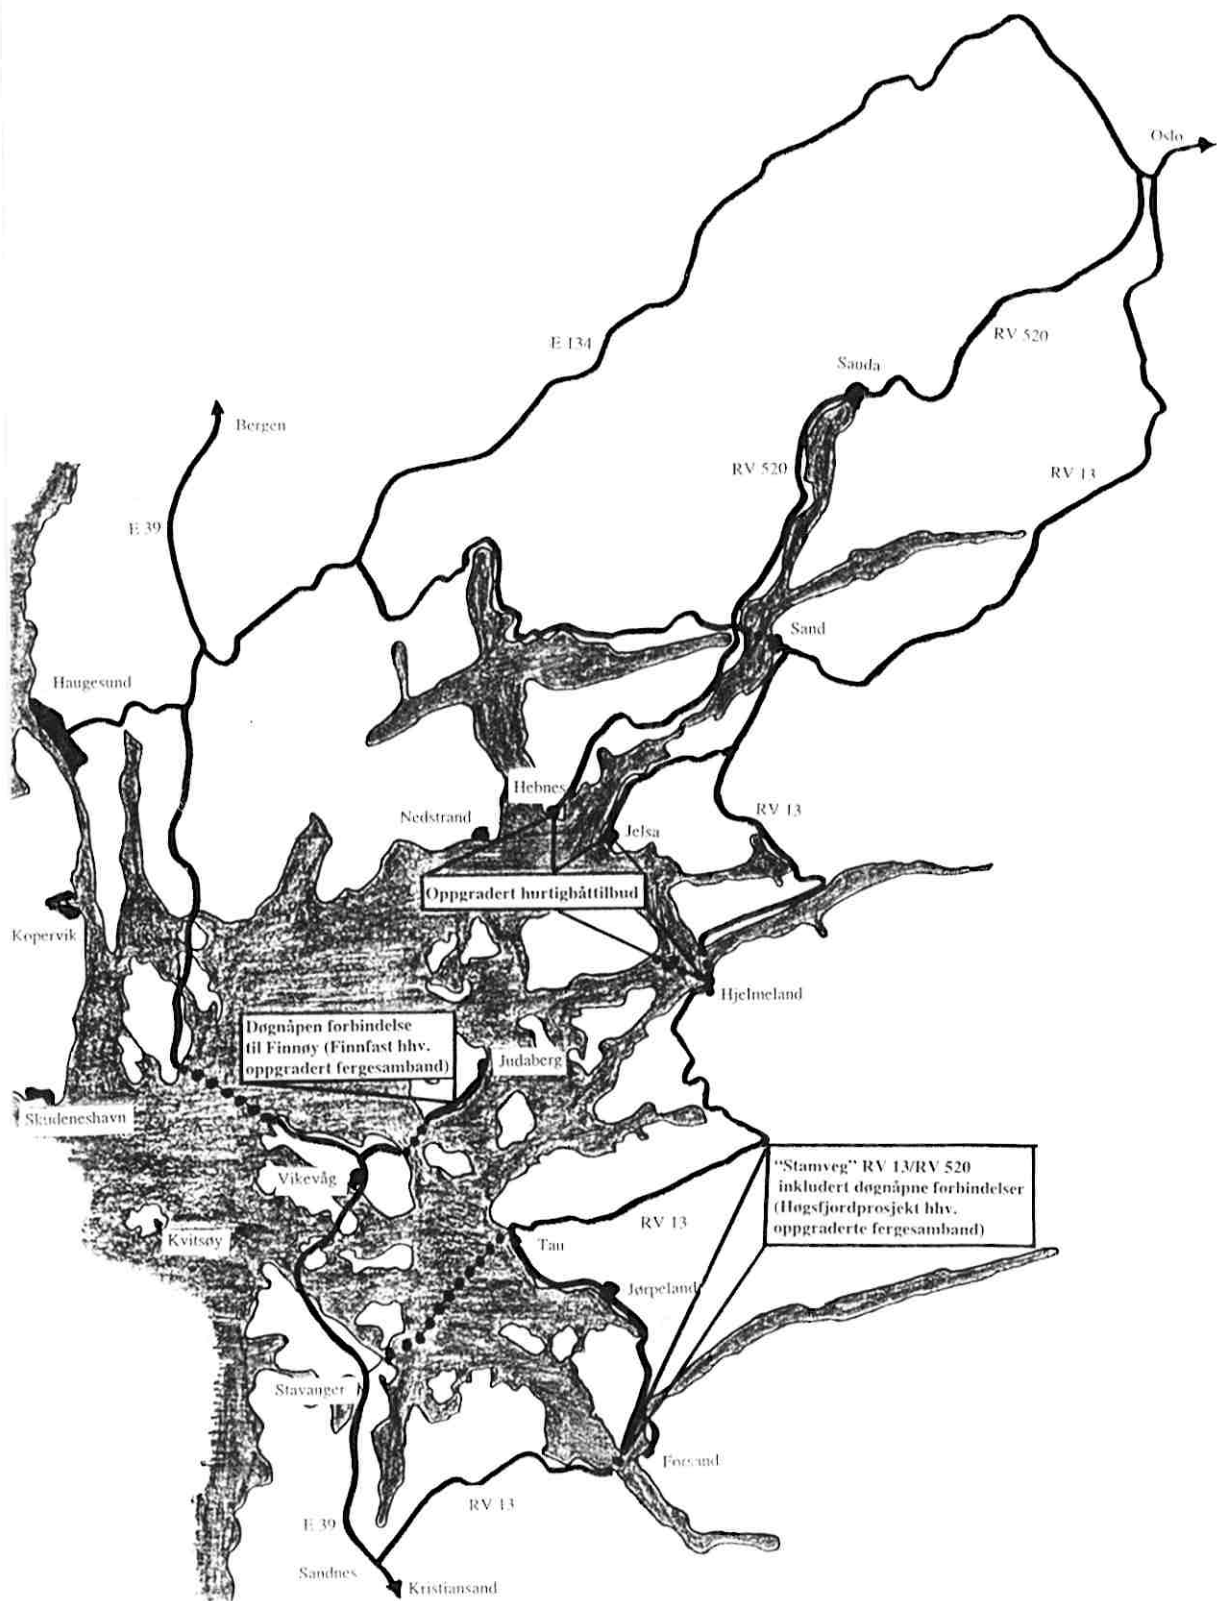 Oslo
RV 520
E 134
Sauda
Bergen
RV 520
RV 13
E 39
Sand
Haugesund
Hebnes
Nedstrand
Jelsa
RV 13
Oppgradert hurtigbåttilbud
Kopervik
Hjelmeland
Døgnåpen forbindelse
til Finnøy (Finnfast hhv.
oppgradert fergesamband)
Judaberg
Skudeneshavn
"Stamveg" RV 13/RV 520
inkludert døgnåpne forbindelser
(Høgsfjordprosjekt hhv.
oppgraderte fergesamband)
Vikevåg
RV 13
Kvitsøy
Tau
Jørpeland
Stavanger
Forsand
RV 13
E 39
Sandnes
Kristiansand